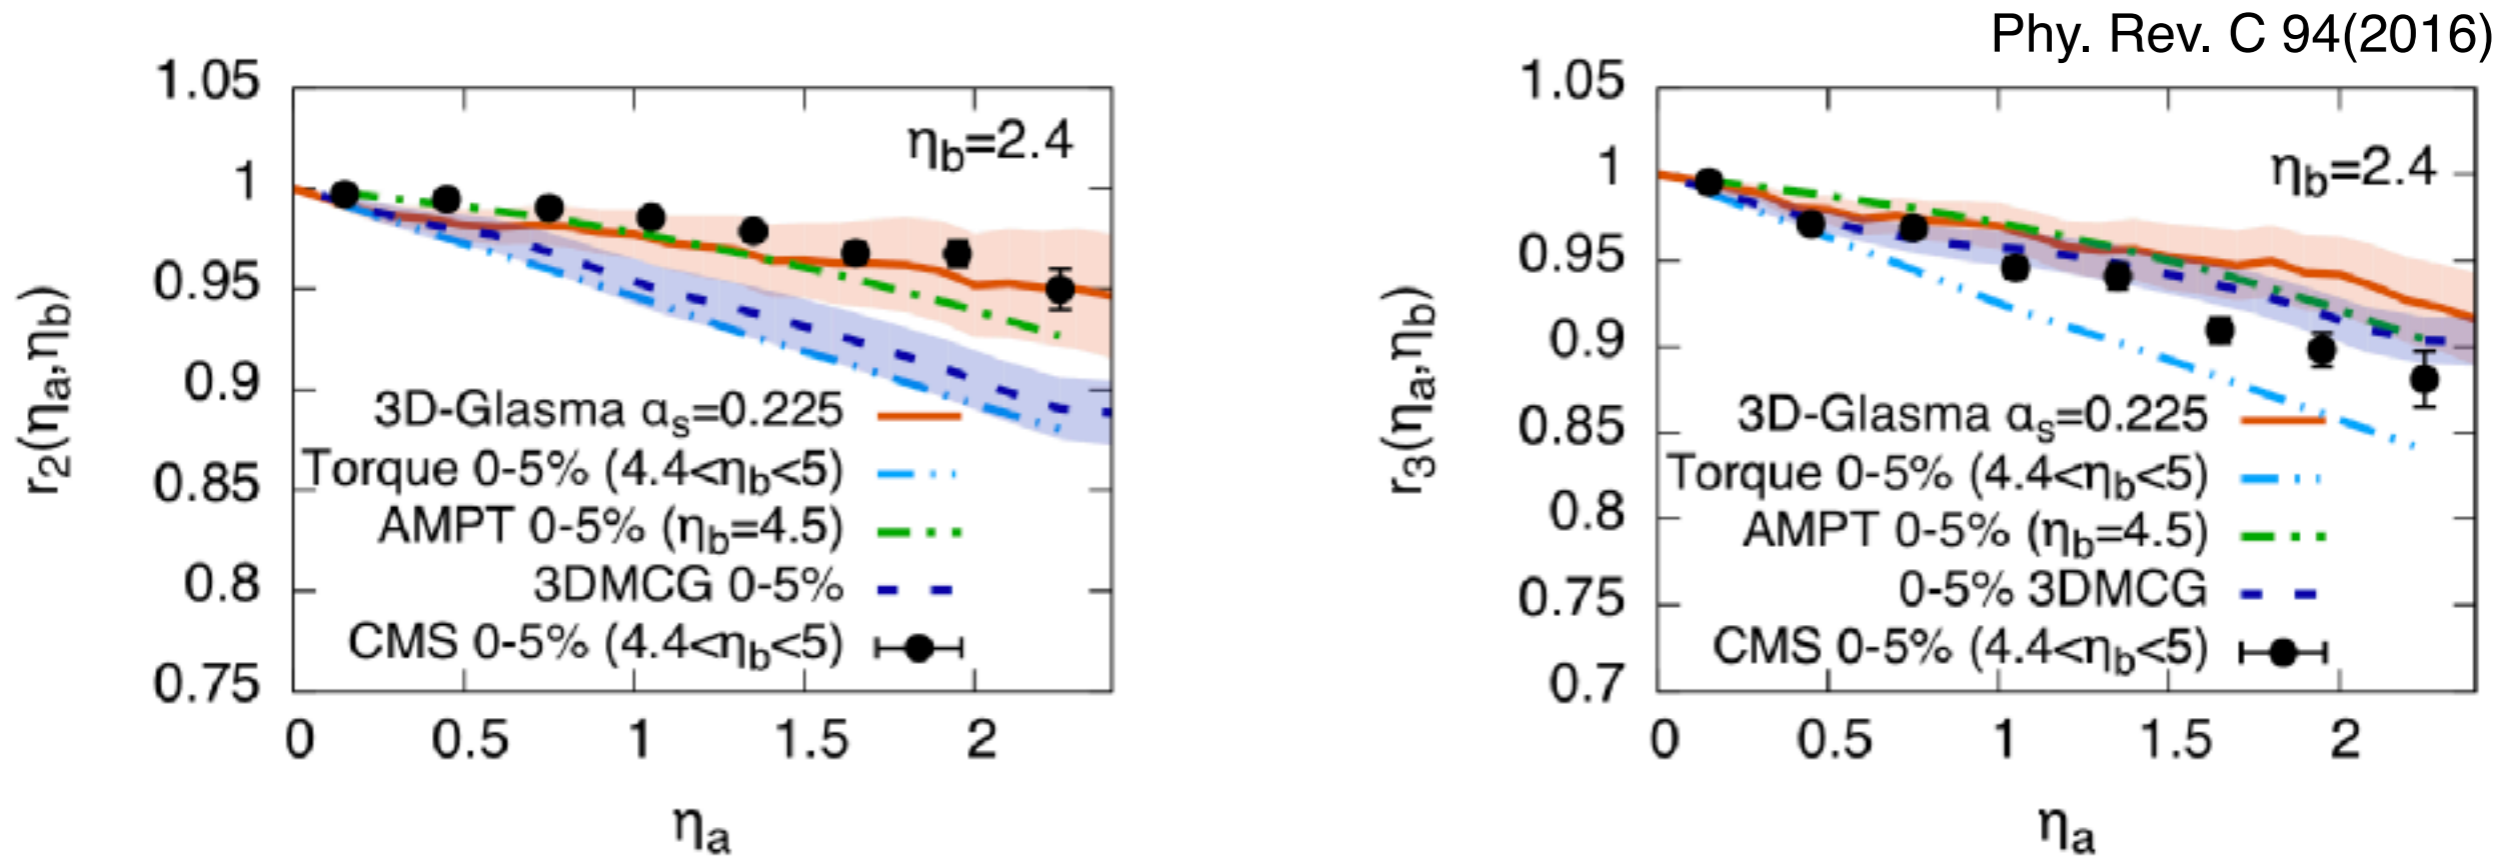 Phy. Rev. C 94(2016)
1.05
1
0.95
0.9
0.85
0.8
0.75
r2(ηa,ηb)
ηb=2.4
3D-Glasma αs=0.225
Torque 0-5% (4.4<ηb<5)
AMPT 0-5% (ηb=4.5)
3DMCG 0-5%
CMS 0-5% (4.4<ηb<5)
0 0.5 1 1.5 2
ηa
1.05
1
0.95
0.9
0.85
0.8
0.75
0.7
r3(ηa,ηb)
ηb=2.4
3D-Glasma αs=0.225
Torque 0-5% (4.4<ηb<5)
AMPT 0-5% (ηb=4.5)
0-5% 3DMCG
CMS 0-5% (4.4<ηb<5)
0 0.5 1 1.5 2
ηa